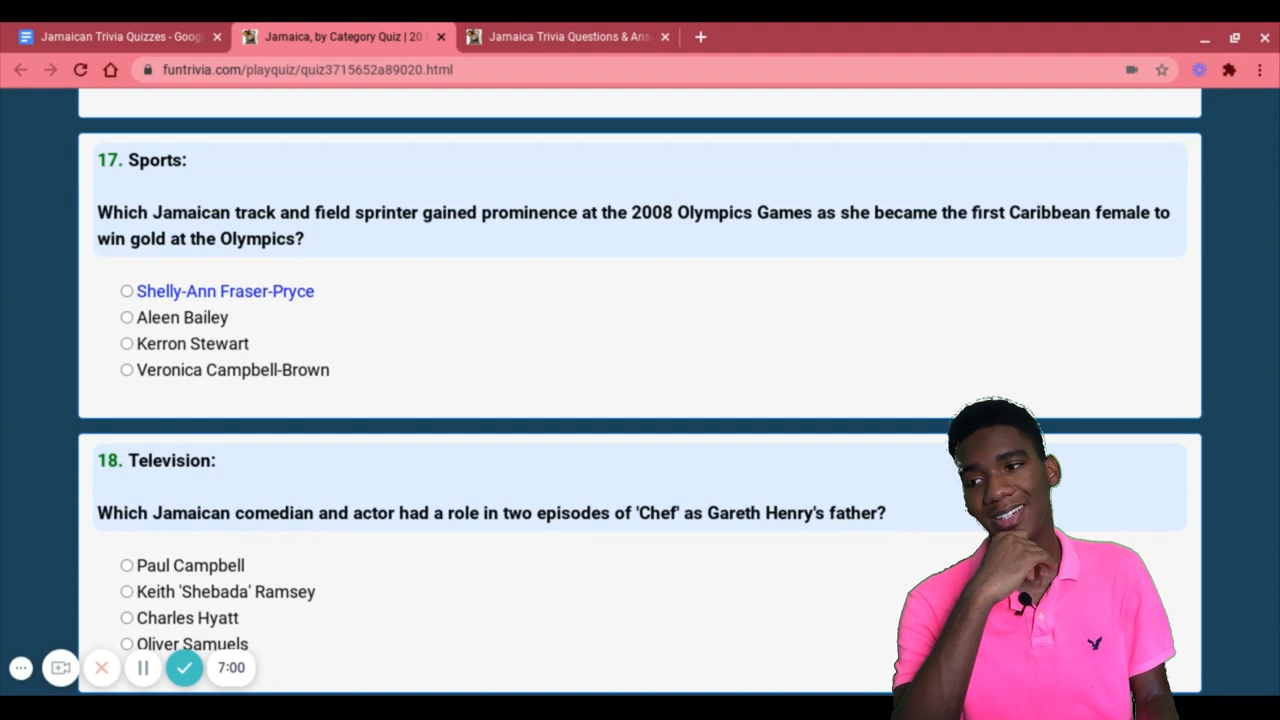 Jamaican Trivia Quizzes - Goog
Jamaica, by Category Quiz | 20
Jamaica Trivia Questions & Ans
funtrivia.com/playquiz/quiz3715652a89020.html
17. Sports:
Which Jamaican track and field sprinter gained prominence at the 2008 Olympics Games as she became the first Caribbean female to
win gold at the Olympics?
Shelly-Ann Fraser-Pryce
Aleen Bailey
Kerron Stewart
Veronica Campbell-Brown
18. Television:
Which Jamaican comedian and actor had a role in two episodes of 'Chef' as Gareth Henry's father?
Paul Campbell
Keith 'Shebada' Ramsey
Charles Hyatt
Oliver Samuels
7:00